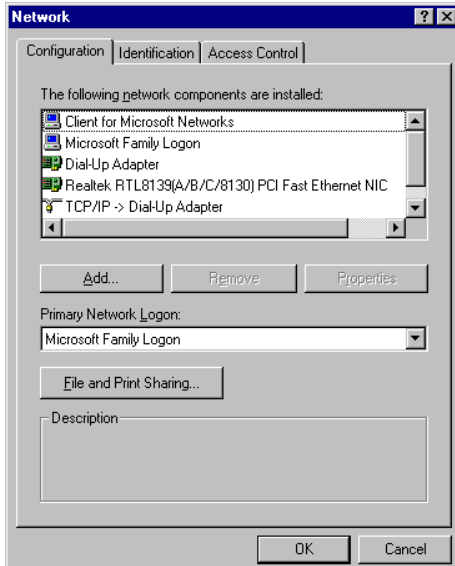 Network
Configuration Identification Access Control
The following network components are installed:
Client for Microsoft Networks
Microsoft Family Logon
Dial-Up Adapter
Realtek RTL8139(A/B/C/8130) PCI Fast Ethernet NIC
TCP/IP -> Dial-Up Adapter
Add... Remove Properties
Primary Network Logon:
Microsoft Family Logon
File and Print Sharing...
Description
OK Cancel